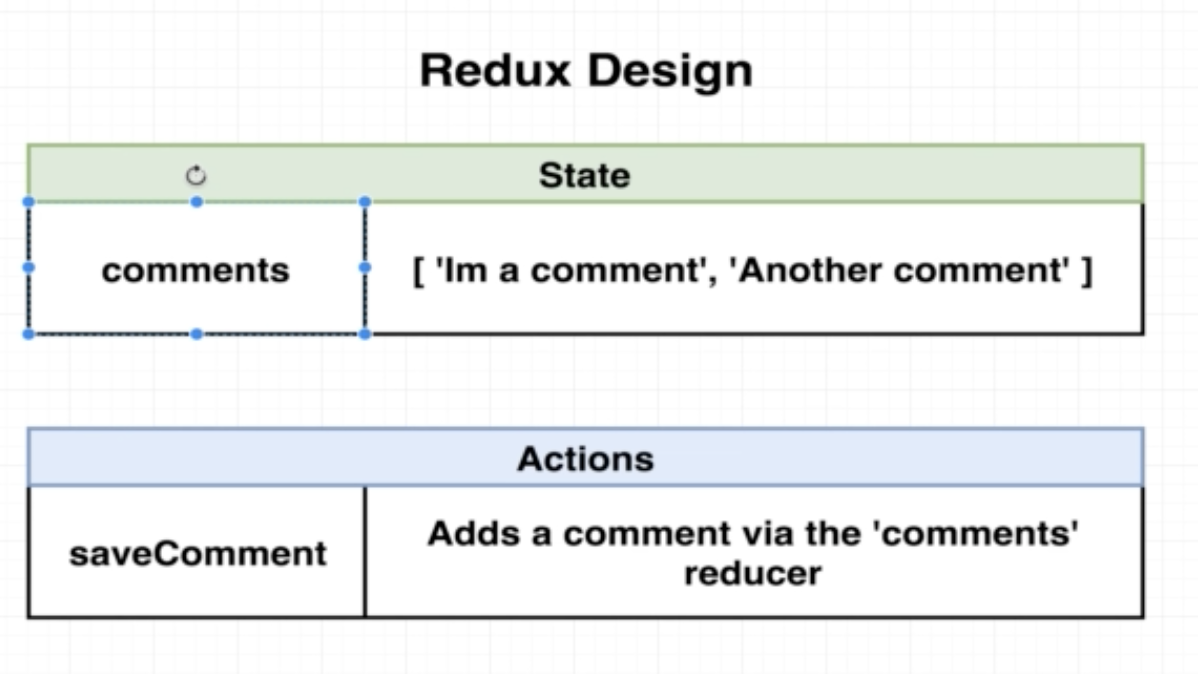 Redux Design
State
comments
[ 'Im a comment', 'Another comment' ]
Actions
saveComment
Adds a comment via the 'comments'
reducer